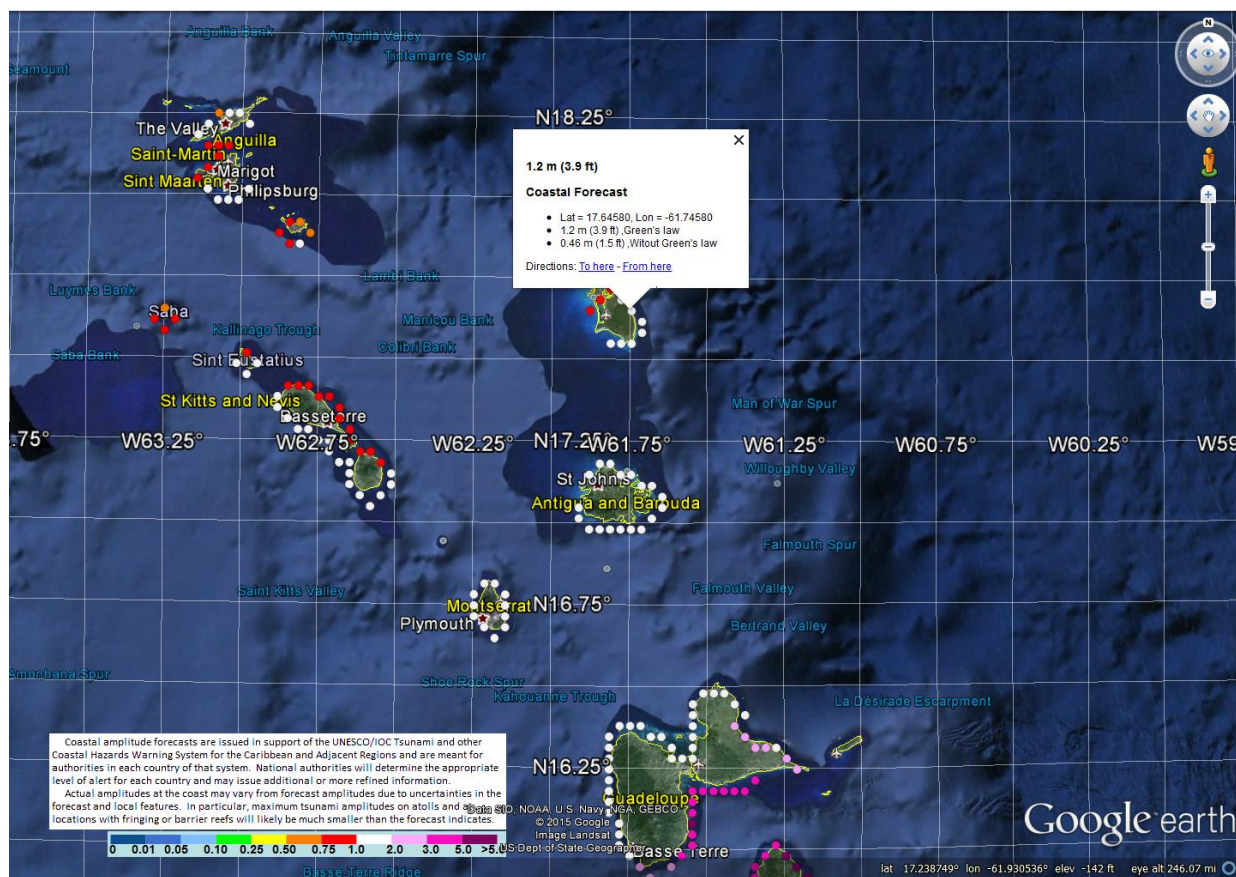 Anguilla Bank
Anguilla Valley
Tintamarre Spur
Seamount
N
N18.25°
The Valley
Anguilla
Saint-Martin
Marigot
Sint Maarten
Philipsburg
1.2 m (3.9 ft)
Coastal Forecast
Lat = 17.64580, Lon = -61.74580
1.2 m (3.9 ft) ,Green's law
0.46 m (1.5 ft) ,Witout Green's law
Directions: To here - From here
Lambi Bank
Luymes Bank
Saba
Kallinago Trough
Manicou Bank
Colibri Bank
Saba Bank
Sint Eustatius
St Kitts and Nevis
Basseterre
Man of War Spur
.75°
W63.25°
W62.75°
W62.25°
N17.25°
W61.75°
W61.25°
W60.75°
W60.25°
W59
Willoughby Valley
St John's
Antigua and Barbuda
Falmouth Spur
Saint Kitts Valley
Falmouth Valley
Montserrat
N16.75°
Plymouth
Bertrand Valley
Amochana Spur
Shoe Rock Spur
Kahouanne Trough
La Désirade Escarpment
Coastal amplitude forecasts are issued in support of the UNESCO/IOC Tsunami and other
Coastal Hazards Warning System for the Caribbean and Adjacent Regions and are meant for
authorities in each country of that system. National authorities will determine the appropriate
level of alert for each country and may issue additional or more refined information.
Actual amplitudes at the coast may vary from forecast amplitudes due to uncertainties in the
forecast and local features. In particular, maximum tsunami amplitudes on atolls and at
locations with fringing or barrier reefs will likely be much smaller than the forecast indicates.
N16.25°
Guadeloupe
Data SIO, NOAA, U.S. Navy, NGA, GEBCO
© 2015 Google
Image Landsat
US Dept of State Geographer
Google earth
0 0.01 0.05 0.10 0.25 0.50 0.75 1.0 2.0 3.0 5.0 >5.0
Basse Terre
Basse-Terre Ridge
lat 17.238749° lon -61.930536° elev -142 ft eye alt 246.07 mi